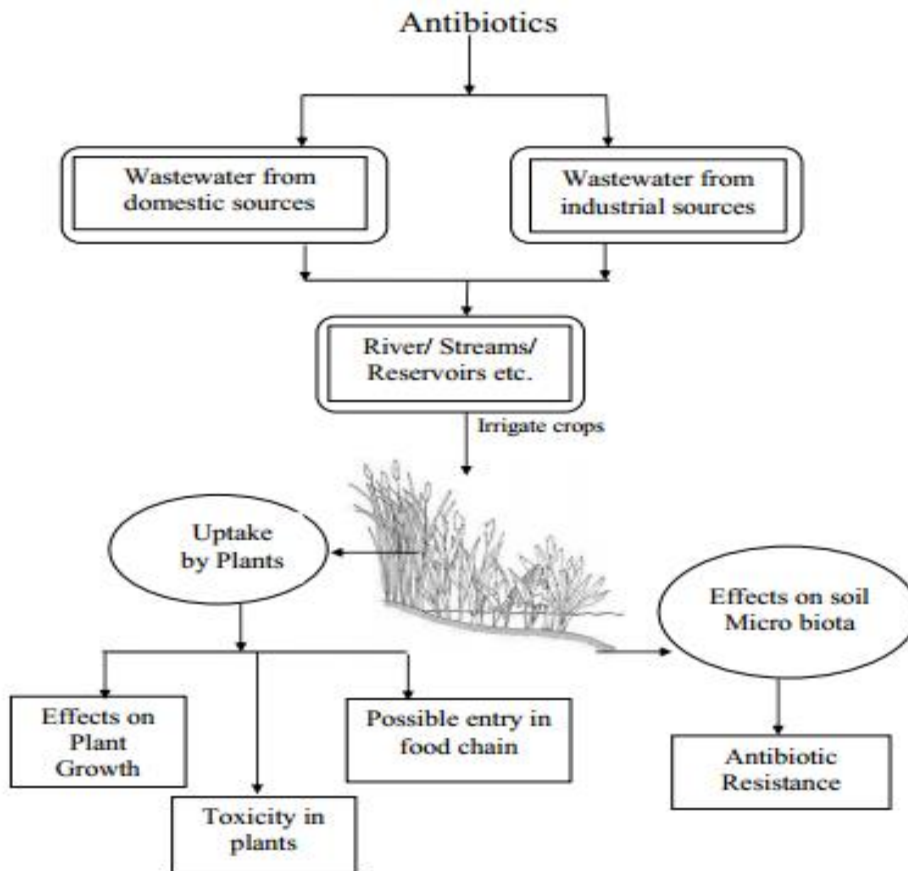 Antibiotics
Wastewater from
domestic sources
Wastewater from
industrial sources
River/ Streams/
Reservoirs etc.
Irrigate crops
Uptake
by Plants
Effects on soil
Micro biota
Effects on
Plant
Growth
Possible entry in
food chain
Toxicity in
plants
Antibiotic
Resistance